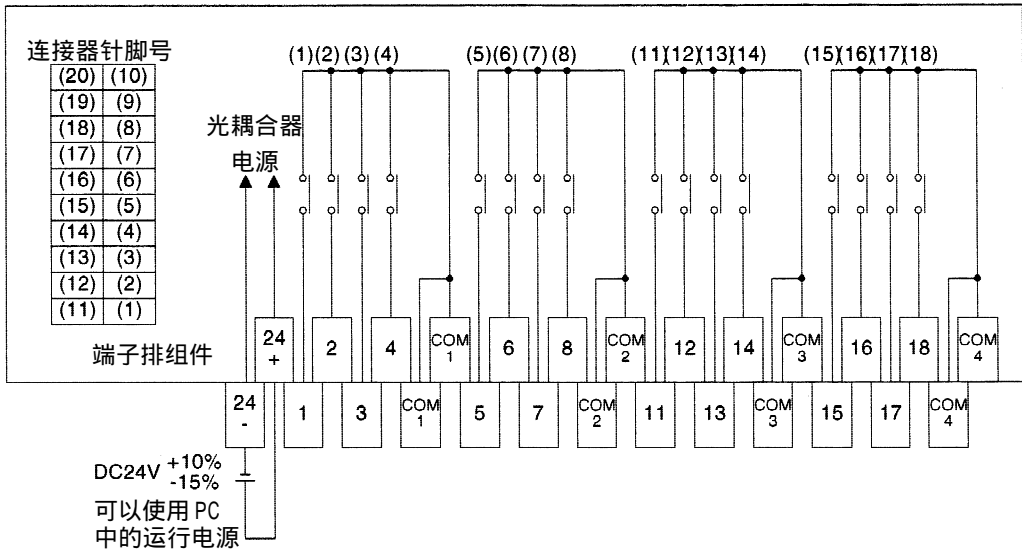 连接器针脚号
(20) (10)
(19) (9)
(18) (8)
(17) (7)
(16) (6)
(15) (5)
(14) (4)
(13) (3)
(12) (2)
(11) (1)
光耦合器
电源
(1)(2) (3) (4) (5)(6) (7) (8) (11)(12)(13)(14) (15)(16)(17)(18)
端子排组件
24 + 2 4 COM 1 6 8 COM 2 12 14 COM 3 16 18 COM 4
24 - 1 3 COM 1 5 7 COM 2 11 13 COM 3 15 17 COM 4
DC24V +10% -15%
可以使用 PC
中的运行电源